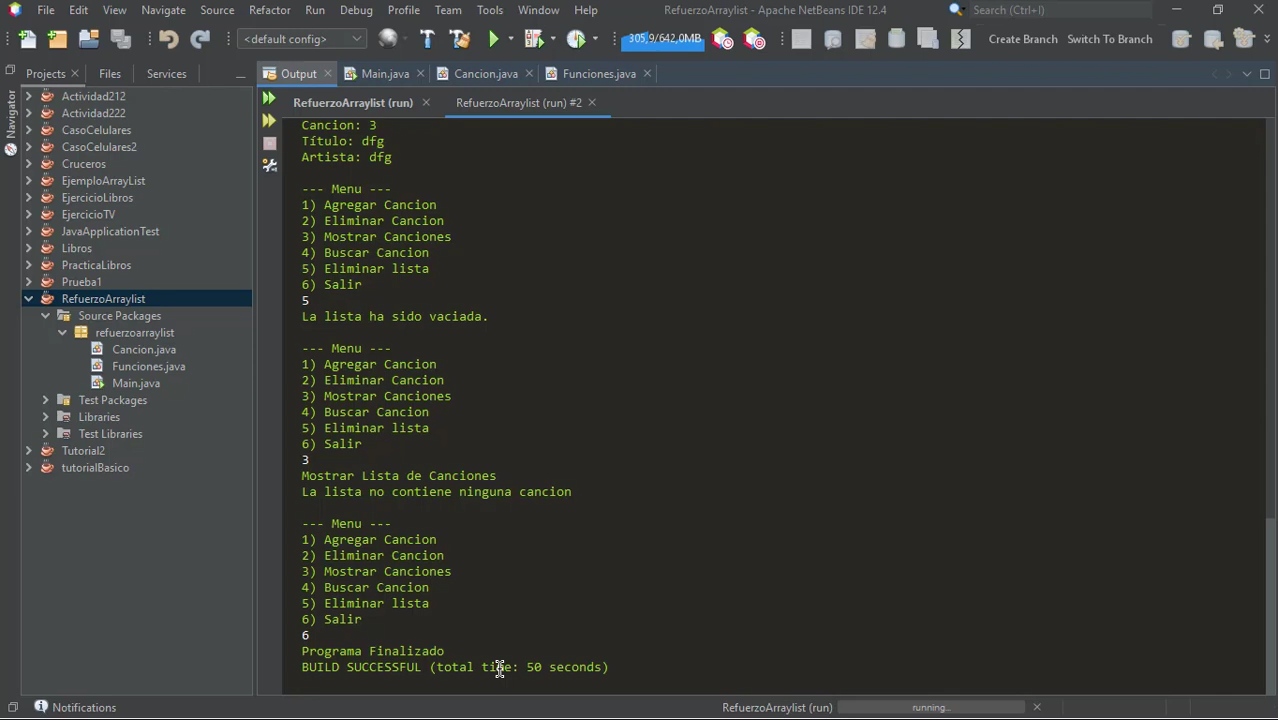 File Edit View Navigate Source Refactor Run Debug Profile Team Tools Window Help RefuerzoArraylist - Apache NetBeans IDE 12.4 Search (Ctrl+I)
<default config> 305,9/642,0MB Create Branch Switch To Branch
Projects Files Services Output Main.java Cancion.java Funciones.java
Navigator
RefuerzoArraylist (run) RefuerzoArraylist (run) #2
Actividad212
Actividad222
CasoCelulares
CasoCelulares2
Cruceros
EjemploArrayList
EjercicioLibros
EjercicioTV
JavaApplicationTest
Libros
PracticaLibros
Prueba1
RefuerzoArraylist
Source Packages
refuerzoarraylist
Cancion.java
Funciones.java
Main.java
Test Packages
Libraries
Test Libraries
Tutorial2
tutorialBasico
Cancion: 3
Título: dfg
Artista: dfg
--- Menu ---
1) Agregar Cancion
2) Eliminar Cancion
3) Mostrar Canciones
4) Buscar Cancion
5) Eliminar lista
6) Salir
5
La lista ha sido vaciada.
--- Menu ---
1) Agregar Cancion
2) Eliminar Cancion
3) Mostrar Canciones
4) Buscar Cancion
5) Eliminar lista
6) Salir
3
Mostrar Lista de Canciones
La lista no contiene ninguna cancion
--- Menu ---
1) Agregar Cancion
2) Eliminar Cancion
3) Mostrar Canciones
4) Buscar Cancion
5) Eliminar lista
6) Salir
6
Programa Finalizado
BUILD SUCCESSFUL (total time: 50 seconds)
Notifications RefuerzoArraylist (run) running...